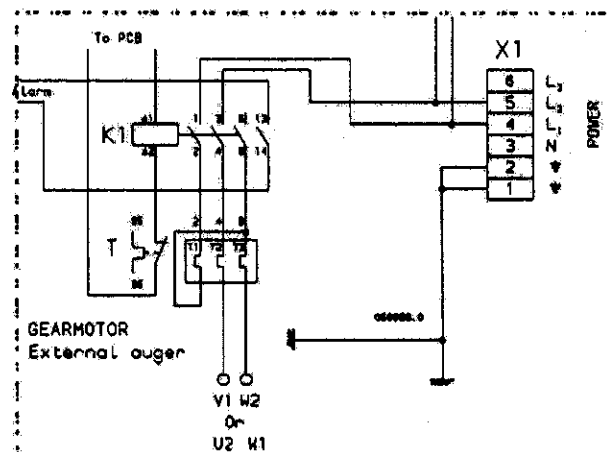 To PCB
X1
6 L3
5 L2
4 L1
3 N
2
1
POWER
K1
A1
A2
1 3 5 13
2 4 6 14
2 4 6
T
95
96
T1 T2 T3
GEARMOTOR
External auger
V1 W2
Or
U2 W1